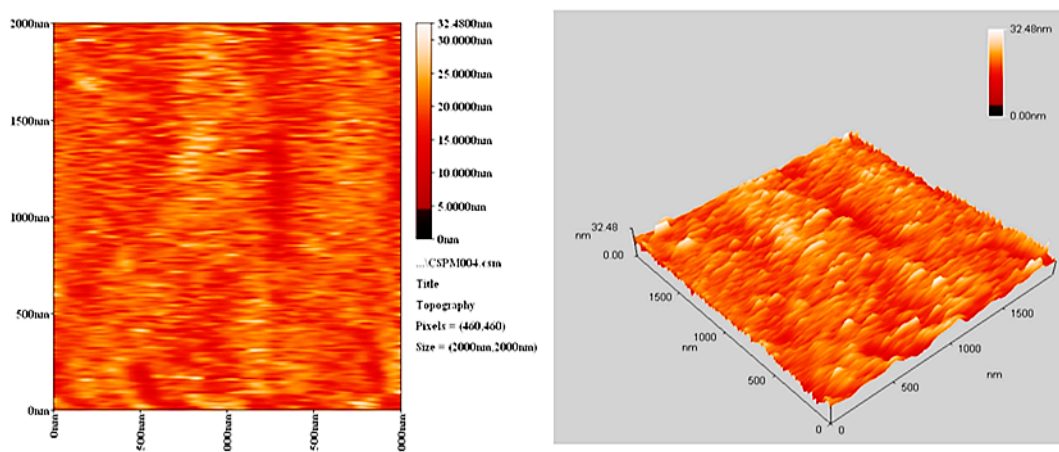 2000nm
1500nm
1000nm
500nm
0nm
0nm
500nm
000nm
500nm
000nm
32.4800nm
30.0000nm
25.0000nm
20.0000nm
15.0000nm
10.0000nm
5.0000nm
0nm
...\CSPM004.csm
Title
Topography
Pixels = (460,460)
Size = (2000nm,2000nm)
32.48nm
0.00nm
nm
32.48
0.00
1500
1000
nm
500
0
0
500
1000
nm
1500